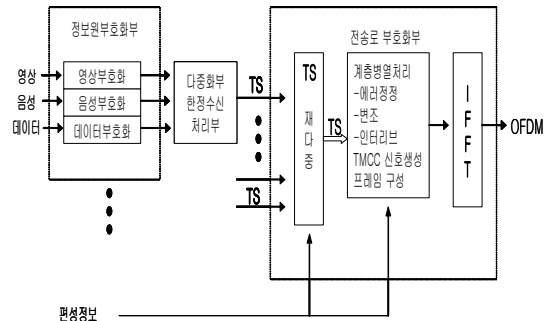 정보원부호화부
전송로 부호화부
영상
영상부호화
음성
음성부호화
데이터
데이터부호화
다중화부
한정수신
처리부
TS
TS
TS
재
다
중
TS
계층병열처리
-에러정정
-변조
-인터리브
TMCC 신호생성
프레임 구성
I
F
F
T
OFDM
편성정보